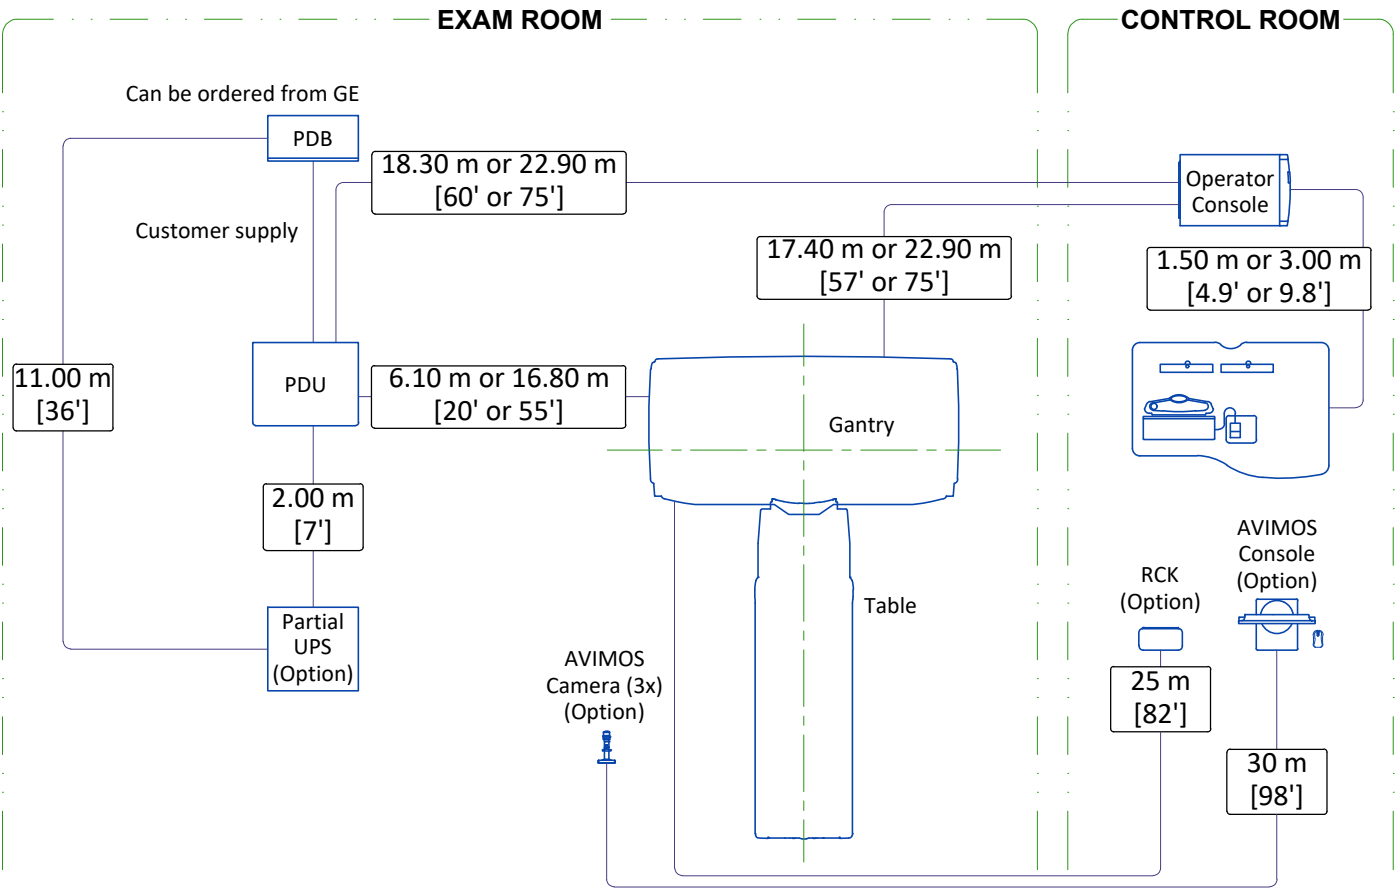 EXAM ROOM
CONTROL ROOM
Can be ordered from GE
PDB
18.30 m or 22.90 m
[60' or 75']
Operator
Console
Customer supply
17.40 m or 22.90 m
[57' or 75']
1.50 m or 3.00 m
[4.9' or 9.8']
11.00 m
[36']
PDU
6.10 m or 16.80 m
[20' or 55']
Gantry
2.00 m
[7']
AVIMOS
Console
(Option)
RCK
(Option)
Table
Partial
UPS
(Option)
AVIMOS
Camera (3x)
(Option)
25 m
[82']
30 m
[98']